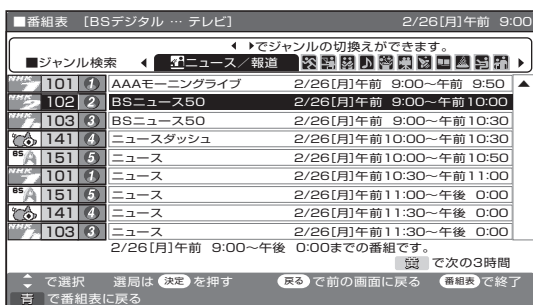 ■番組表 [BSデジタル … テレビ] 2/26[月]午前 9:00
でジャンルの切換えができます。
■ジャンル検索 ニュース/報道
NHK 101 1 AAAモーニングライブ 2/26[月]午前 9:00~午前 9:50
NHK 102 2 BSニュース50 2/26[月]午前 9:00~午前10:00
NHK 103 3 BSニュース50 2/26[月]午前 9:00~午前10:30
141 4 ニュースダッシュ 2/26[月]午前10:00~午前10:30
BS 151 5 ニュース 2/26[月]午前10:00~午前10:50
NHK 101 1 ニュース 2/26[月]午前10:30~午前11:00
BS 151 5 ニュース 2/26[月]午前11:00~午後 0:00
141 4 ニュース 2/26[月]午前11:30~午後 0:00
NHK 103 3 ニュース 2/26[月]午前11:30~午後 0:00
2/26[月]午前 9:00~午後 0:00までの番組です。
黄 で次の3時間
で選択 選局は 決定 を押す 戻る で前の画面に戻る 番組表 で終了
青 で番組表に戻る